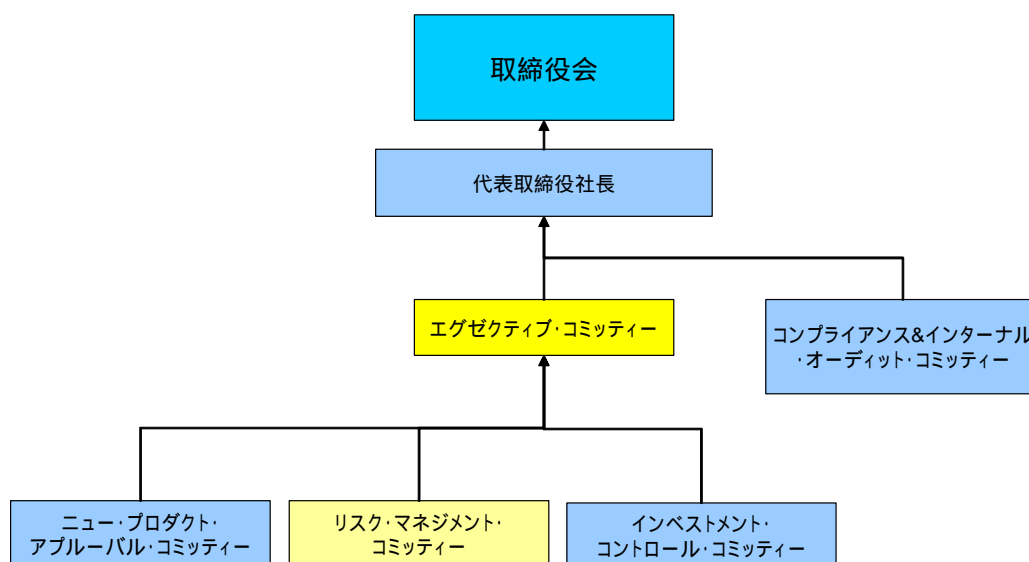 取締役会
代表取締役社長
エグゼクティブ・コミッティー
コンプライアンス&インターナル
・オーディット・コミッティー
ニュー・プロダクト・
アプルーバル・コミッティー
リスク・マネジメント・
コミッティー
インベストメント・
コントロール・コミッティー